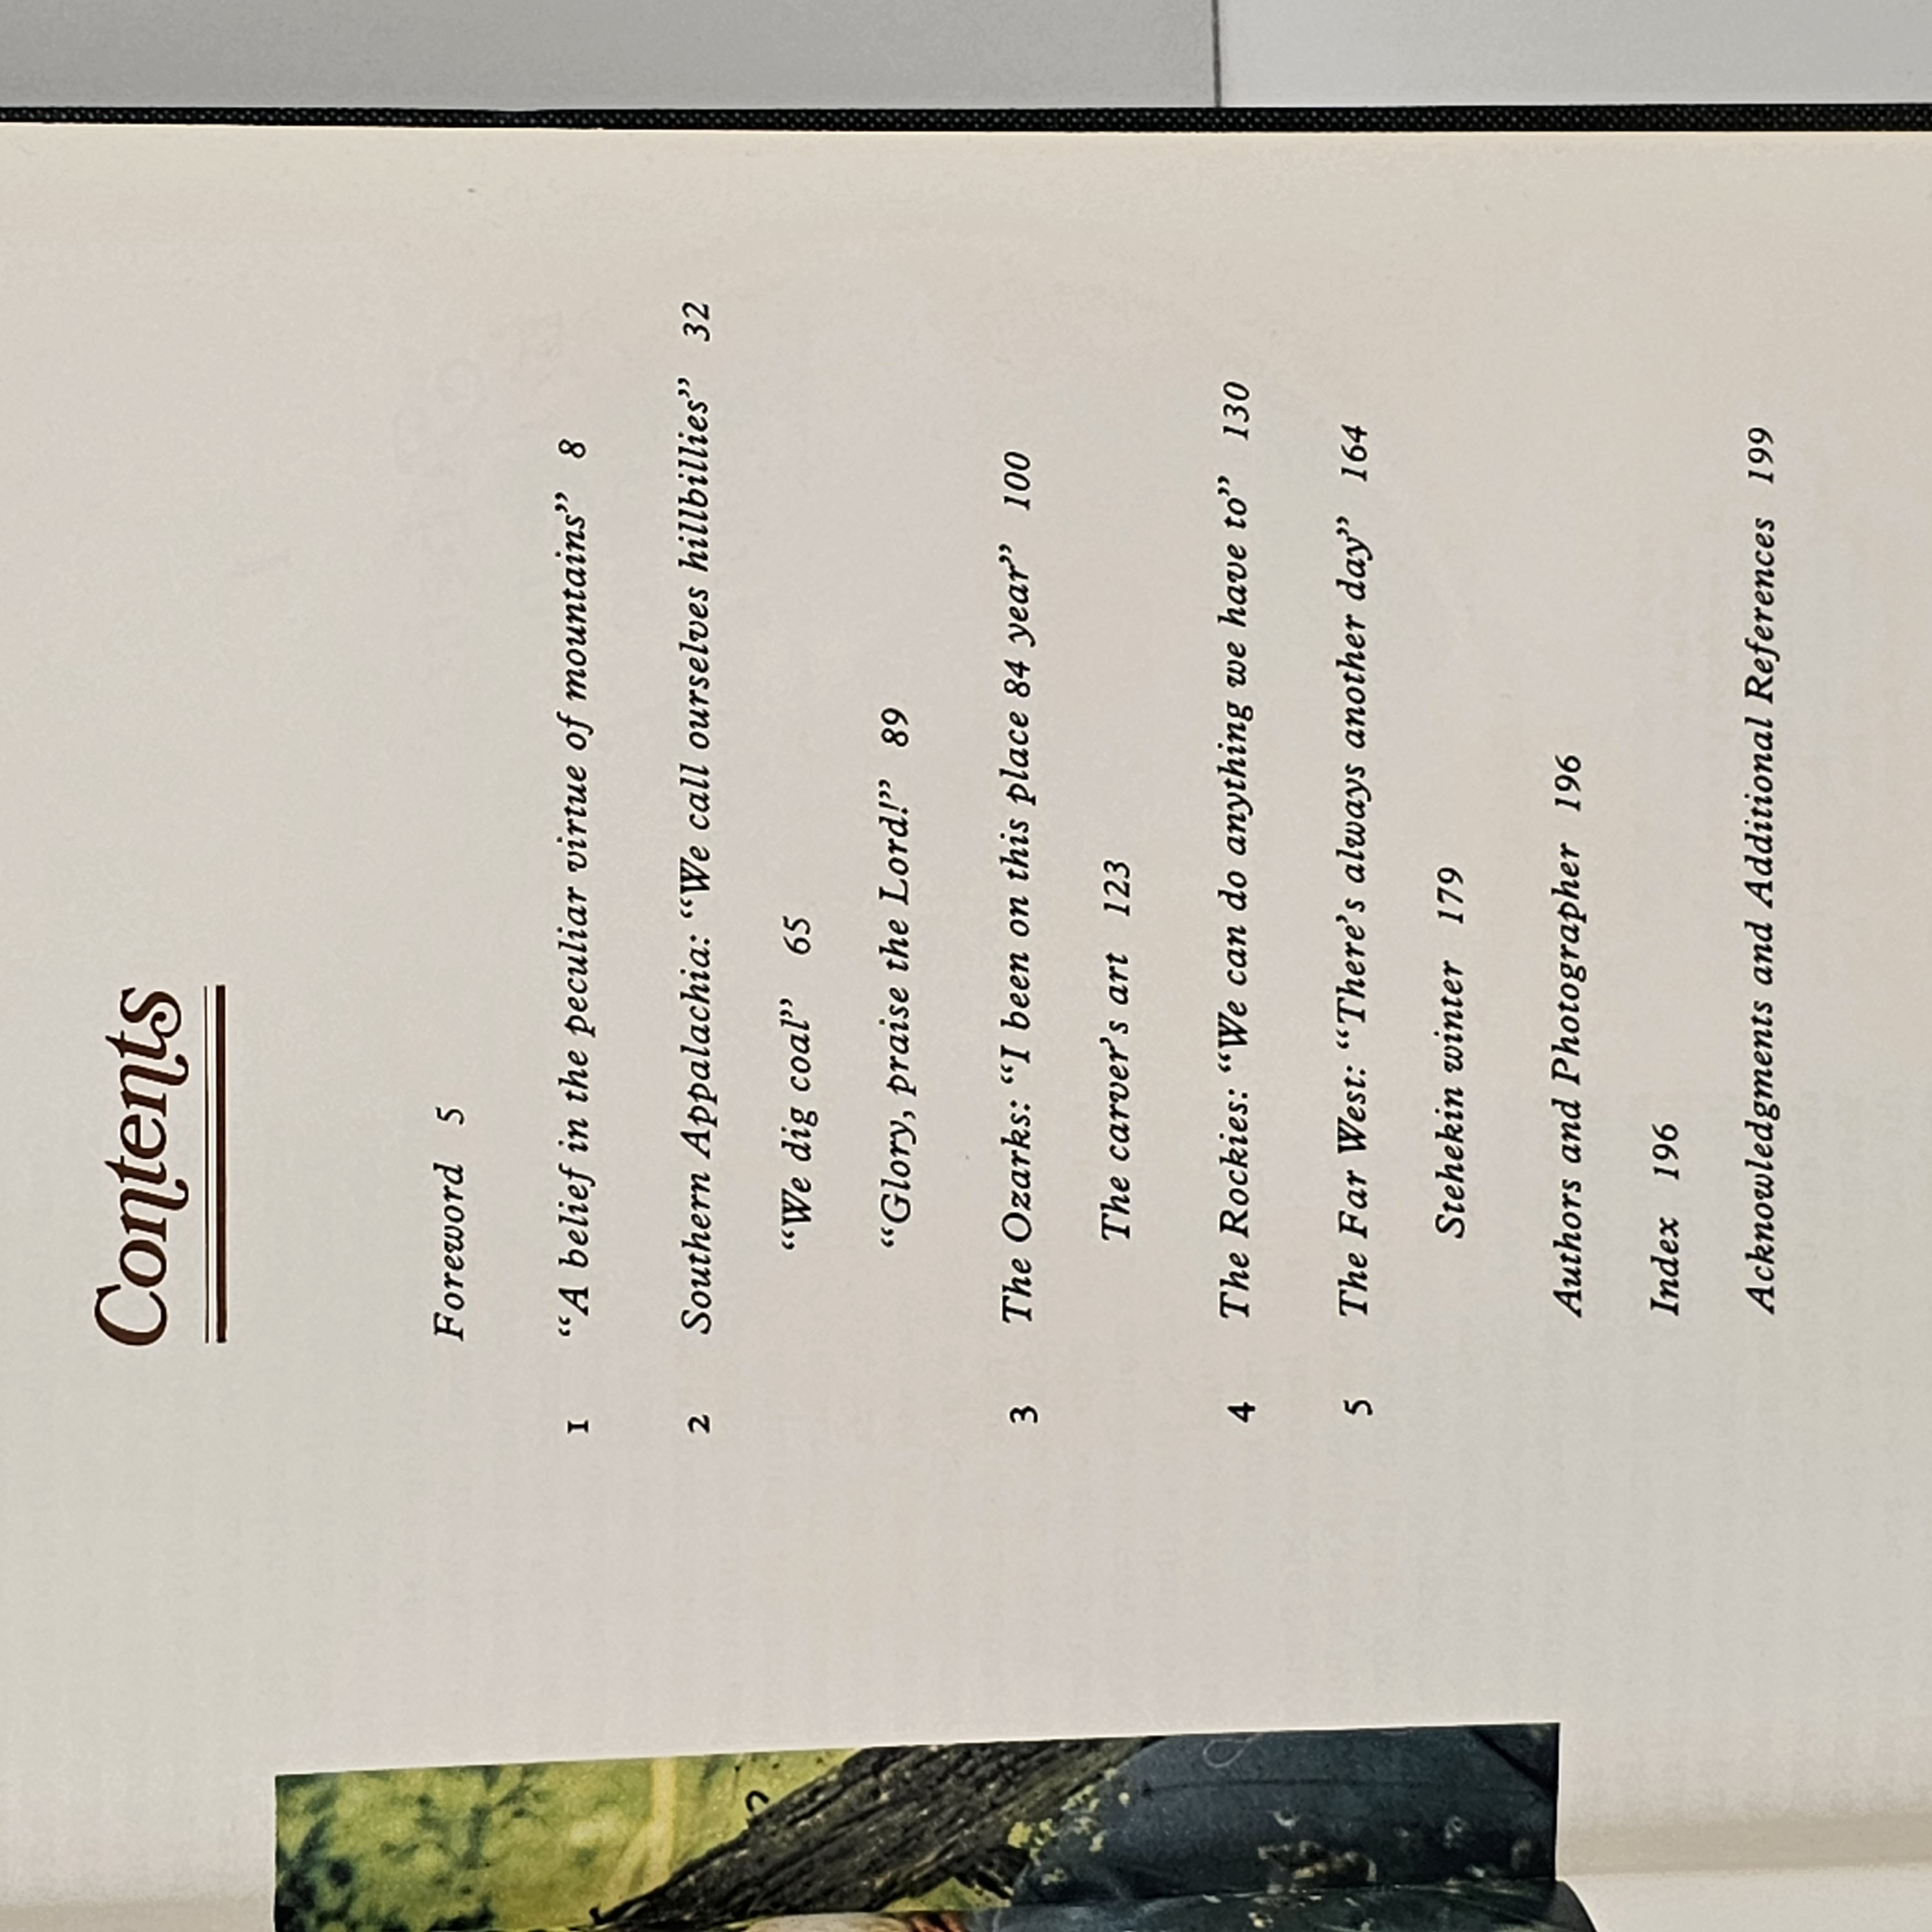 Contents
Foreword 5
1 “A belief in the peculiar virtue of mountains” 8
2 Southern Appalachia: “We call ourselves hillbillies” 32
“We dig coal” 65
“Glory, praise the Lord!” 89
3 The Ozarks: “I been on this place 84 year” 100
The carver’s art 123
4 The Rockies: “We can do anything we have to” 130
5 The Far West: “There’s always another day” 164
Stehekin winter 179
Authors and Photographer 196
Index 196
Acknowledgments and Additional References 199